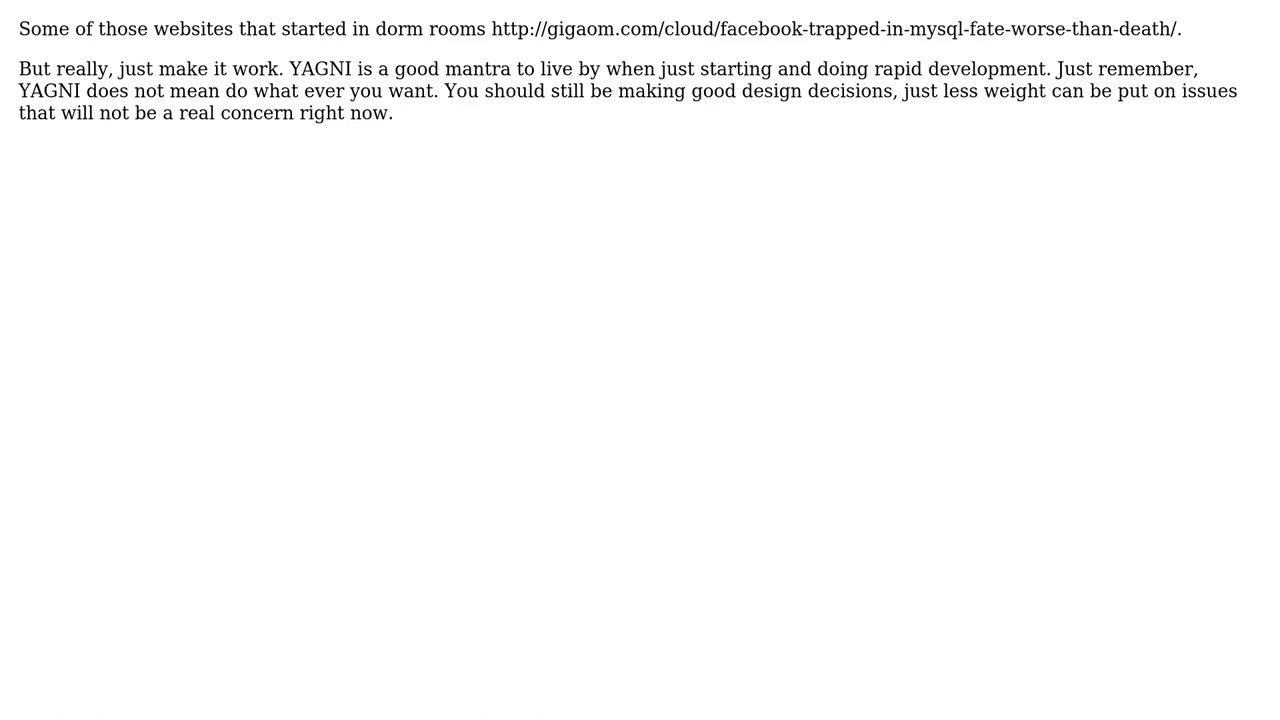 Some of those websites that started in dorm rooms http://gigaom.com/cloud/facebook-trapped-in-mysql-fate-worse-than-death/.
But really, just make it work. YAGNI is a good mantra to live by when just starting and doing rapid development. Just remember,
YAGNI does not mean do what ever you want. You should still be making good design decisions, just less weight can be put on issues
that will not be a real concern right now.